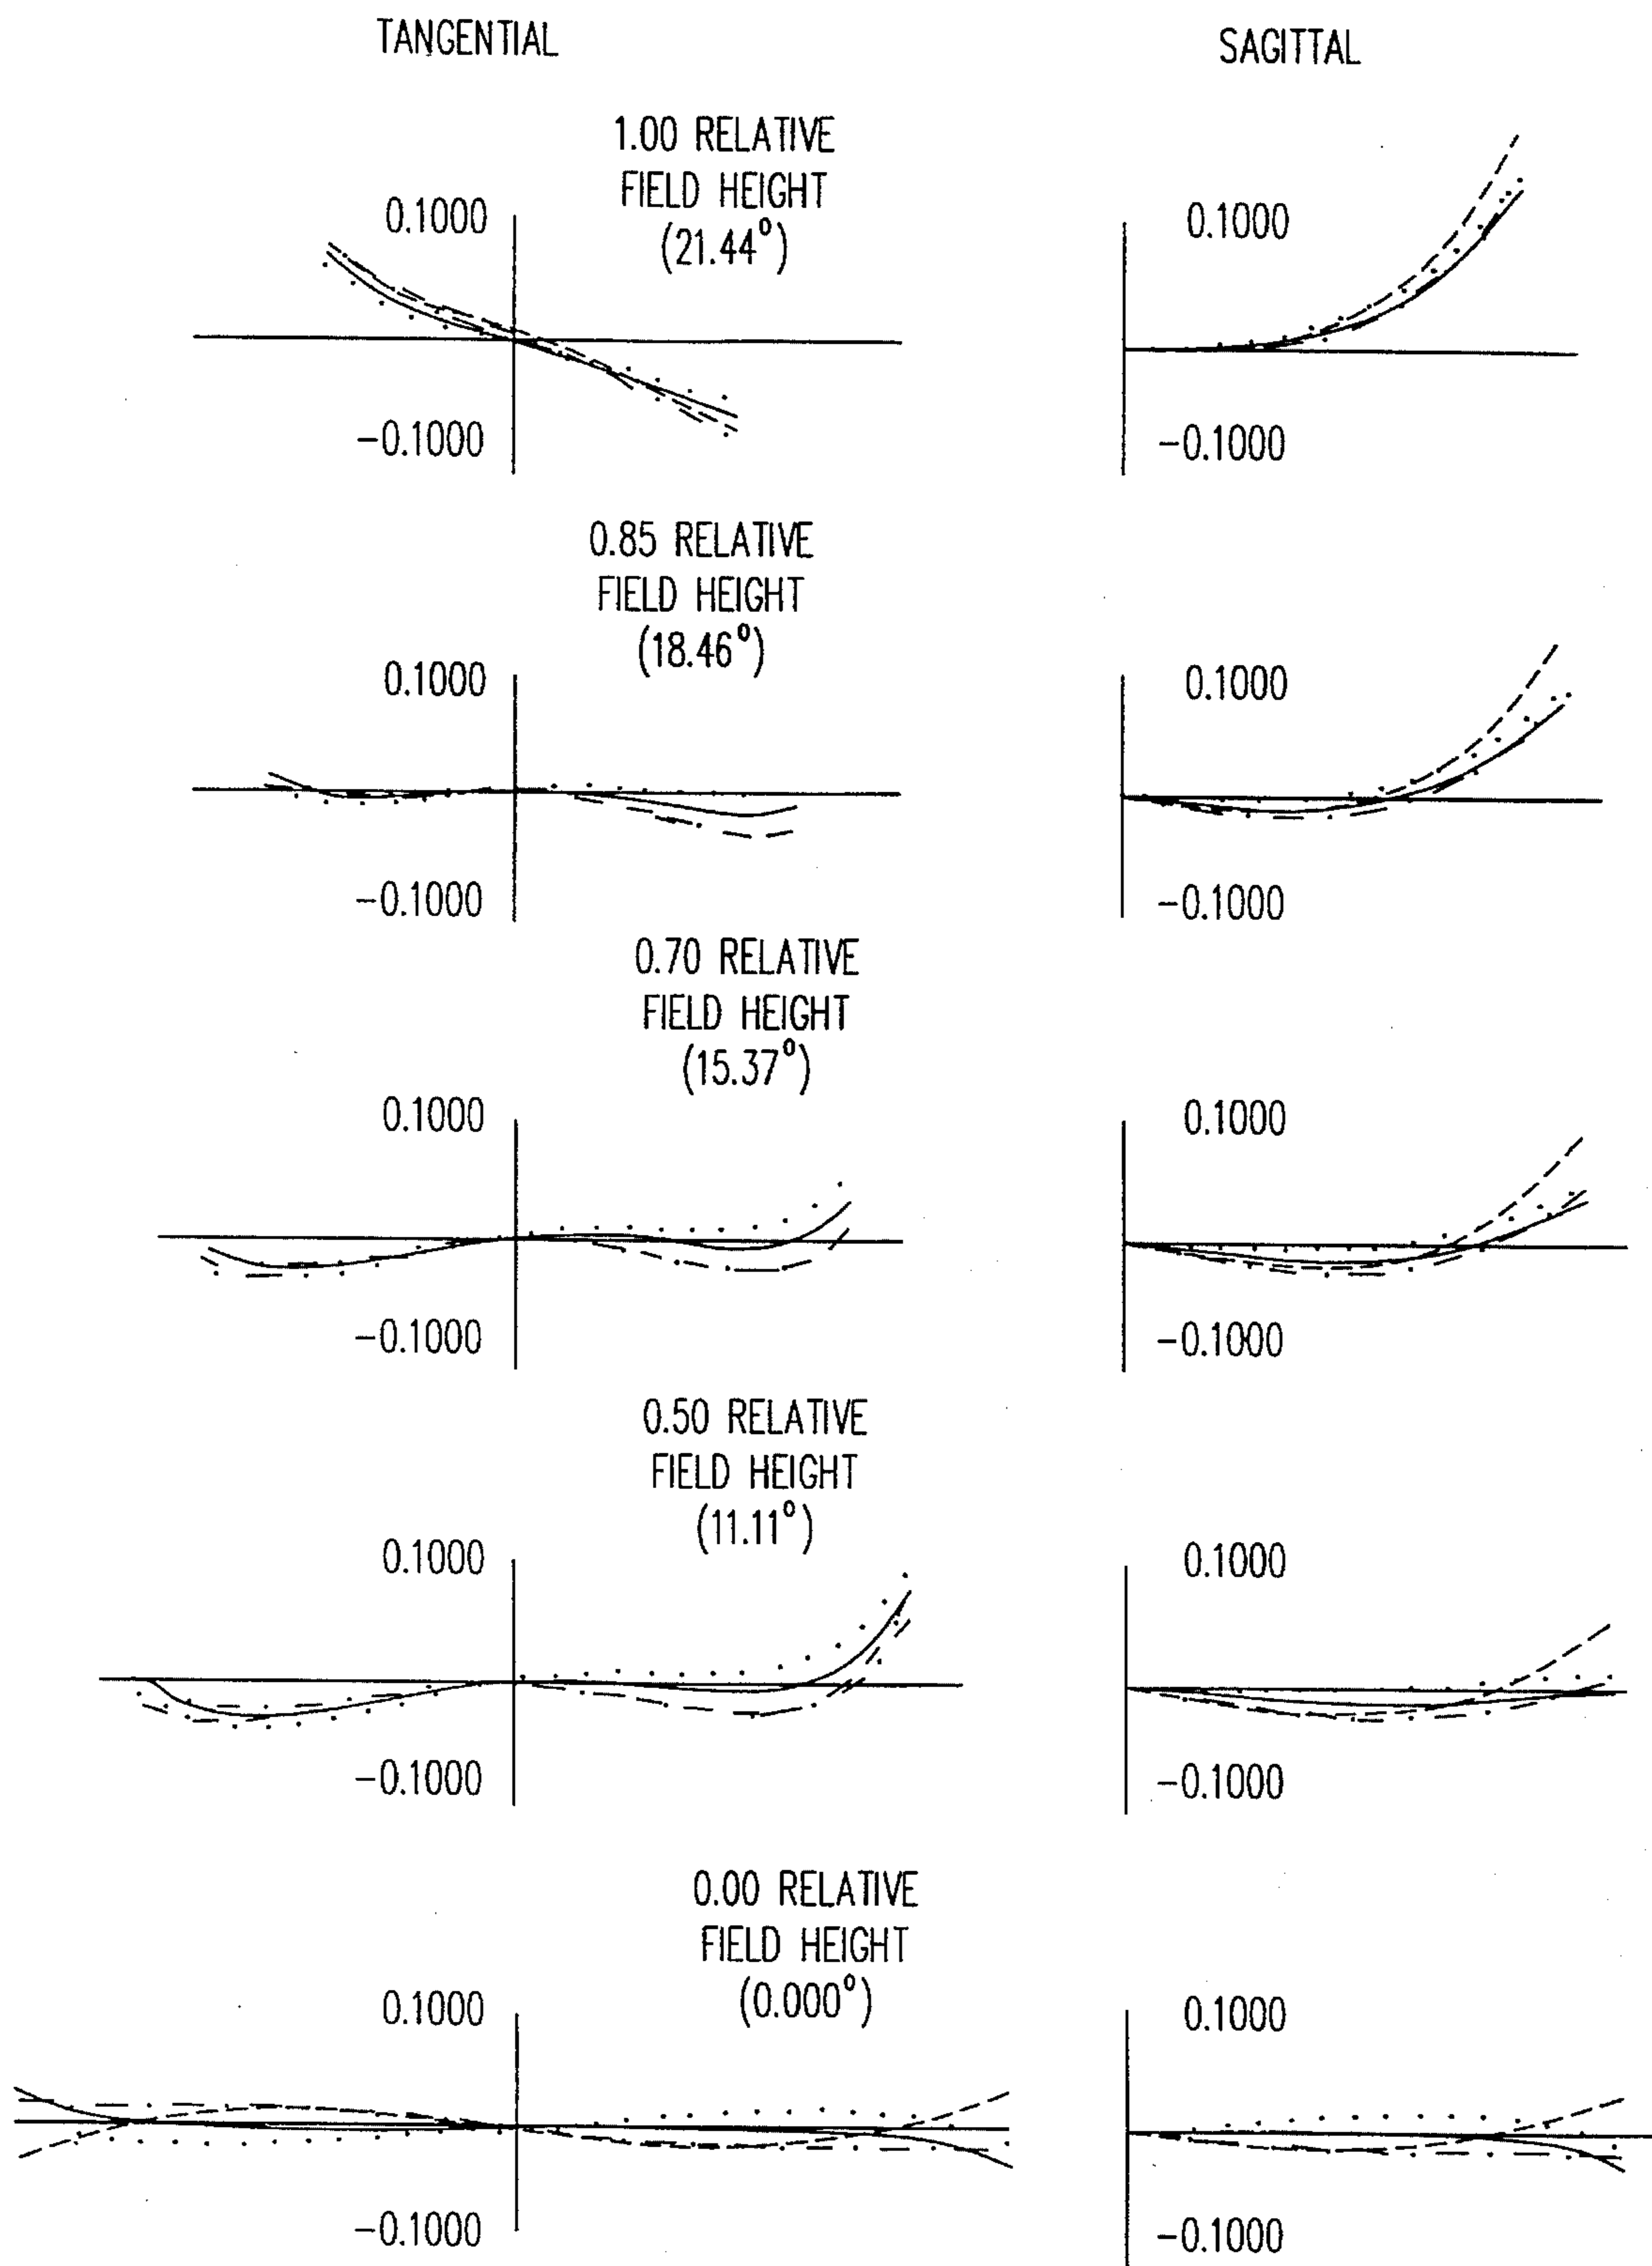 TANGENTIAL
SAGITTAL
1.00 RELATIVE
FIELD HEIGHT
(21.44°)
0.1000
-0.1000
0.1000
-0.1000
0.85 RELATIVE
FIELD HEIGHT
(18.46°)
0.1000
-0.1000
0.1000
-0.1000
0.70 RELATIVE
FIELD HEIGHT
(15.37°)
0.1000
-0.1000
0.1000
-0.1000
0.50 RELATIVE
FIELD HEIGHT
(11.11°)
0.1000
-0.1000
0.1000
-0.1000
0.00 RELATIVE
FIELD HEIGHT
(0.000°)
0.1000
-0.1000
0.1000
-0.1000